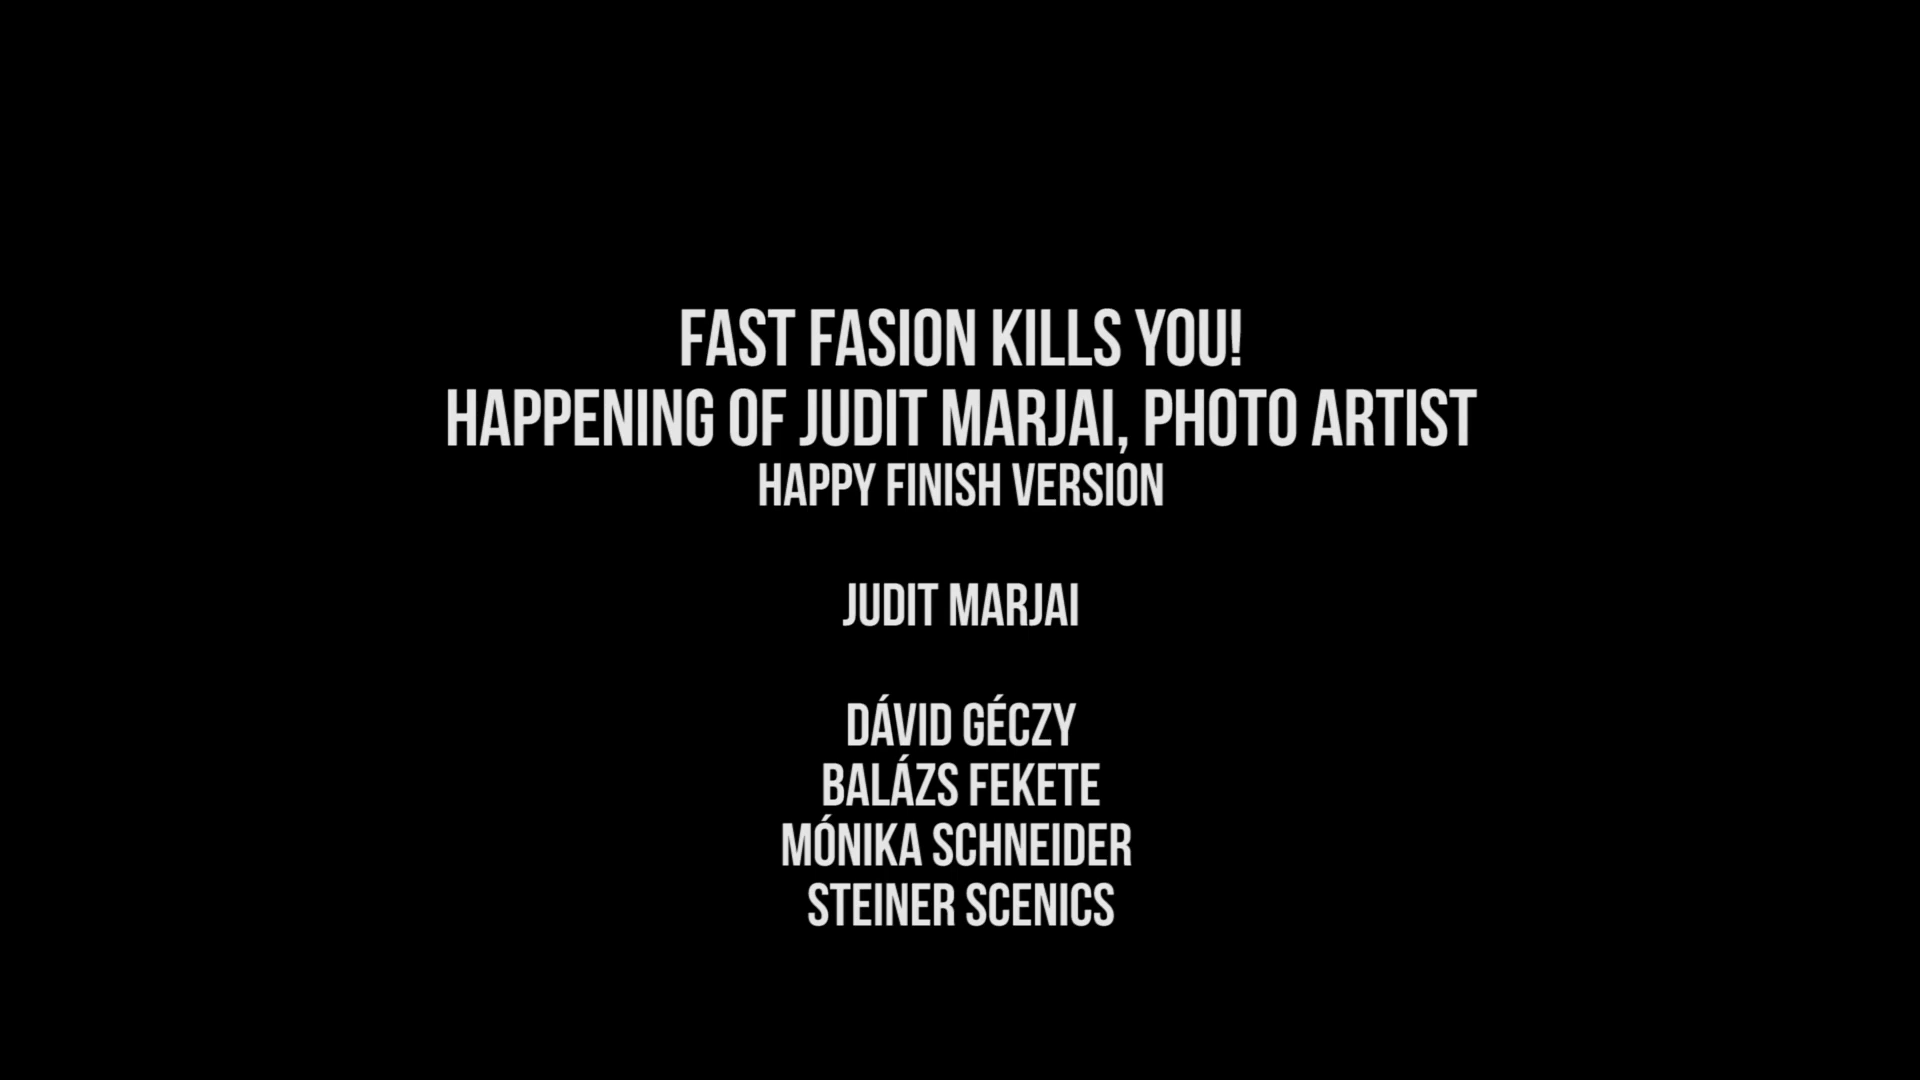 FAST FASION KILLS YOU!
HAPPENING OF JUDIT MARJAI, PHOTO ARTIST
HAPPY FINISH VERSION
JUDIT MARJAI
DÁVID GÉCZY
BALÁZS FEKETE
MÓNIKA SCHNEIDER
STEINER SCENICS